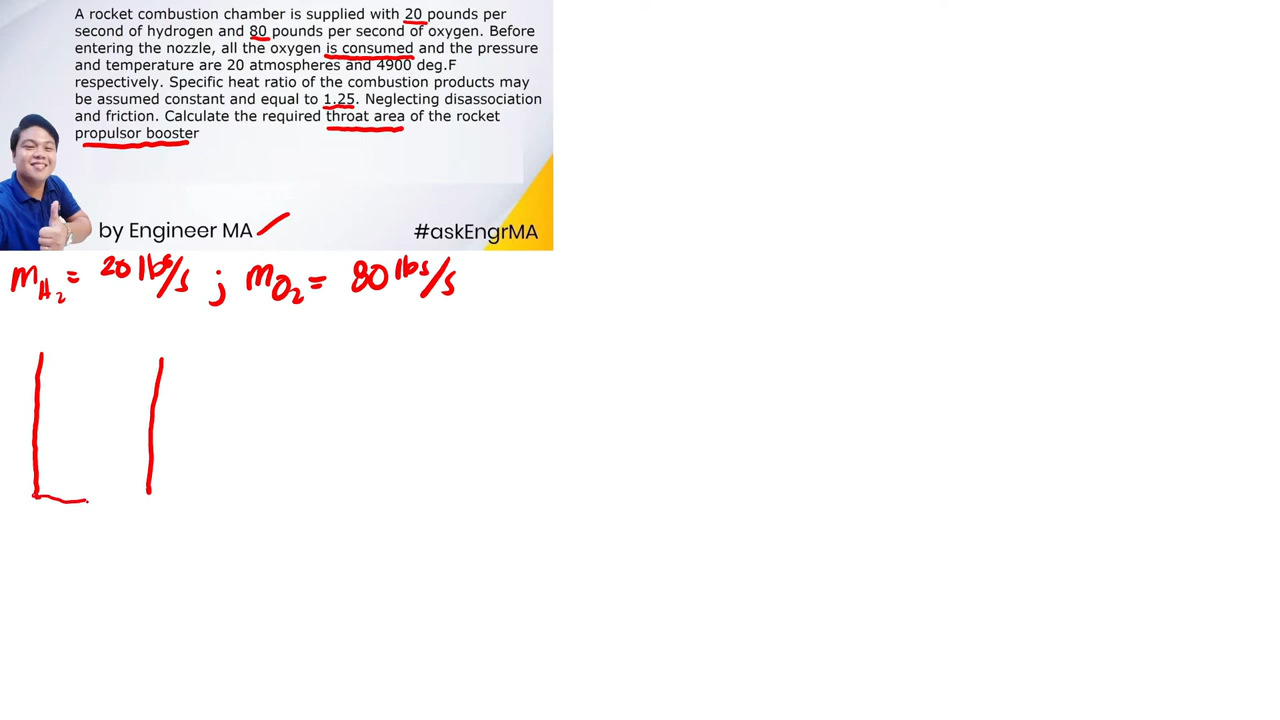 A rocket combustion chamber is supplied with 20 pounds per
second of hydrogen and 80 pounds per second of oxygen. Before
entering the nozzle, all the oxygen is consumed and the pressure
and temperature are 20 atmospheres and 4900 deg.F
respectively. Specific heat ratio of the combustion products may
be assumed constant and equal to 1.25. Neglecting disassociation
and friction. Calculate the required throat area of the rocket
propulsor booster
by Engineer MA
#askEngrMA
mH₂ = 20 lbs/s ; mO₂ = 80 lbs/s